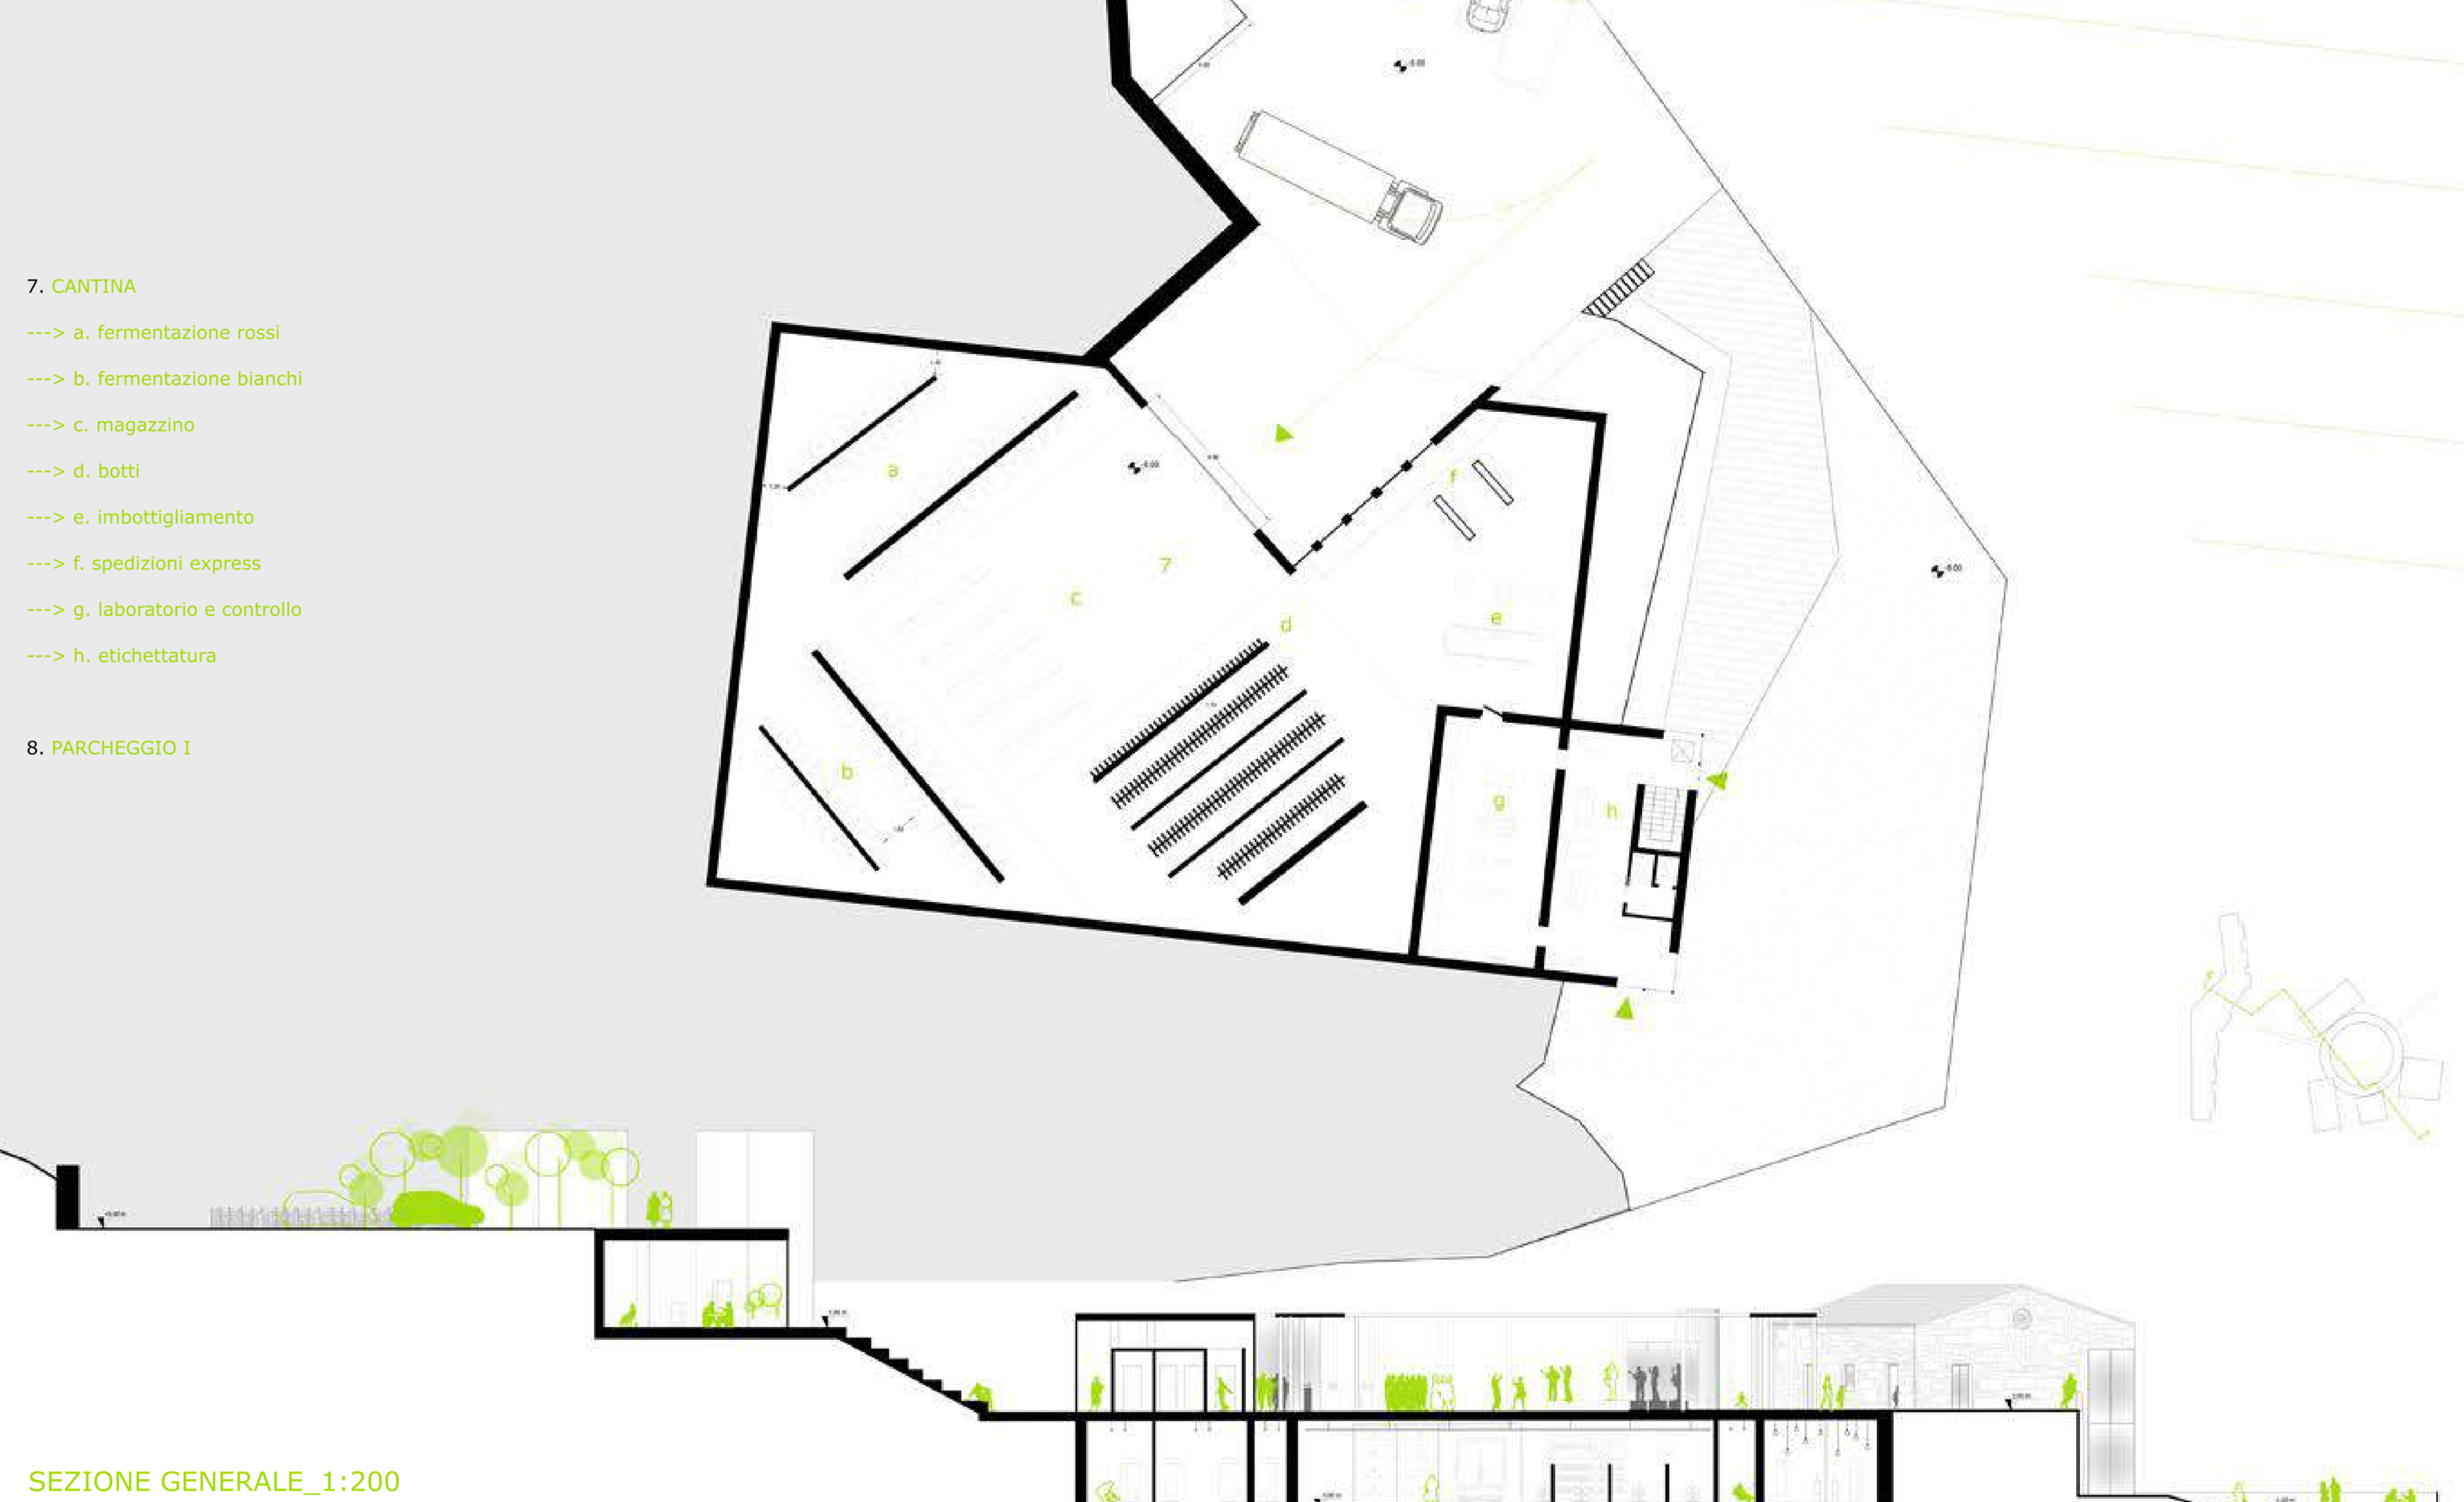 7. CANTINA
---> a. fermentazione rossi
---> b. fermentazione bianchi
---> c. magazzino
---> d. botti
---> e. imbottigliamento
---> f. spedizioni express
---> g. laboratorio e controllo
---> h. etichettatura
8. PARCHEGGIO I
a
f
7
c
d
e
b
g
h
SEZIONE GENERALE_1:200